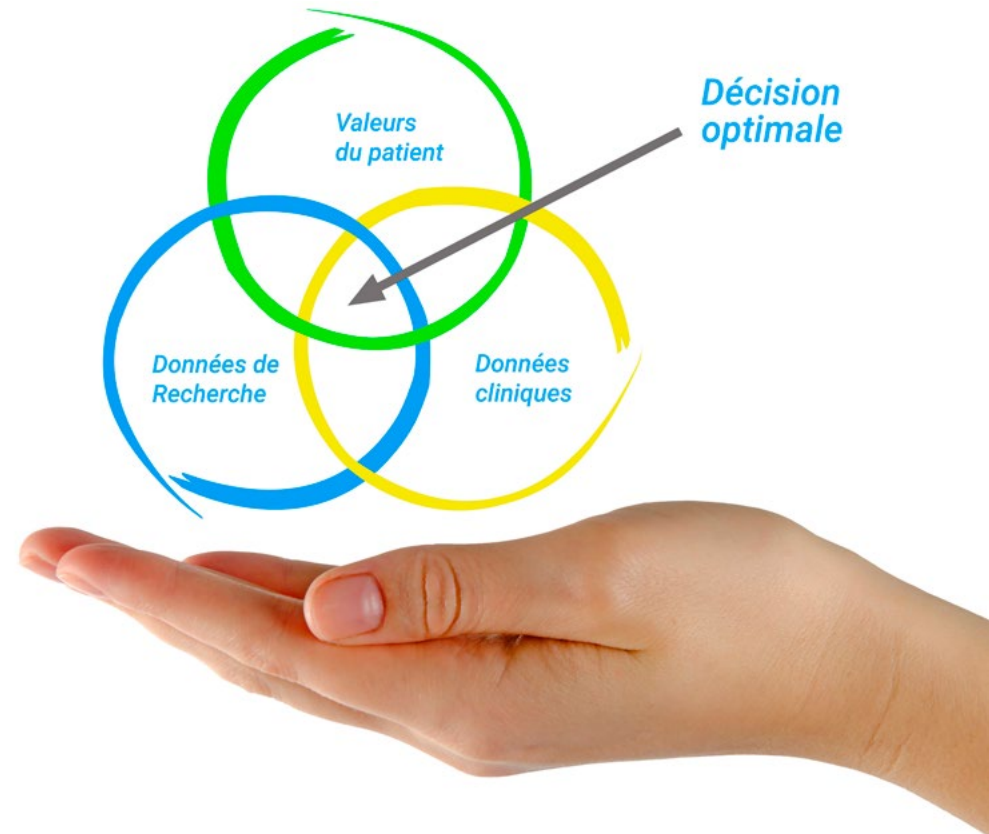 Décision
optimale
Valeurs
du patient
Données de
Recherche
Données
cliniques